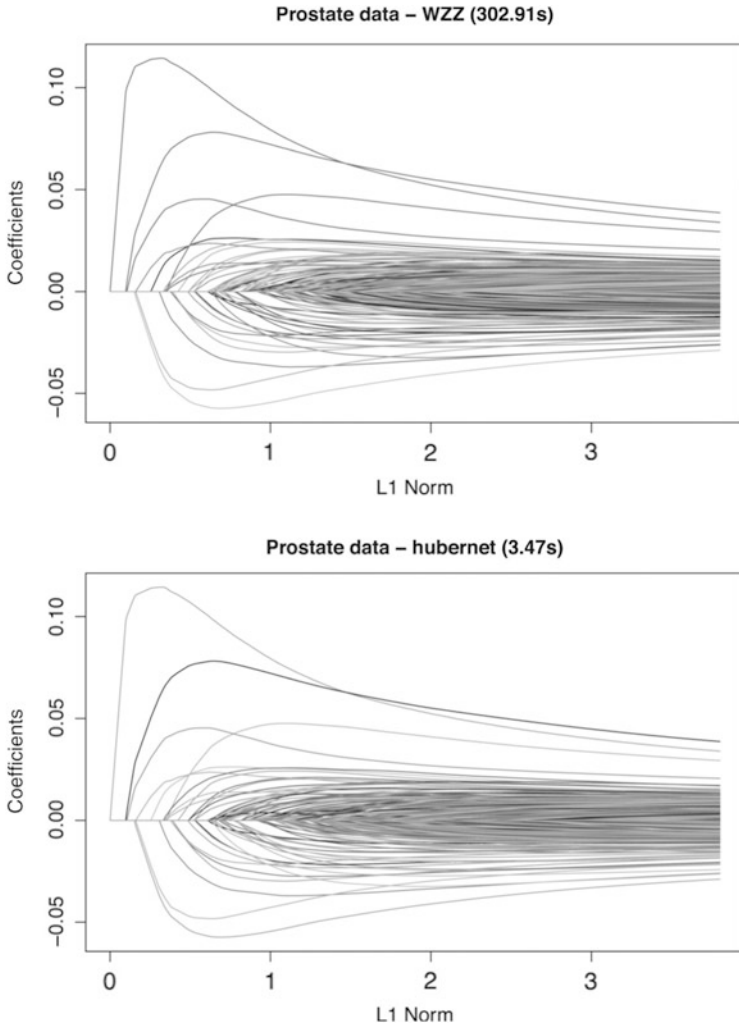 Prostate data – WZZ (302.91s)
0.10
0.05
0.00
−0.05
Coefficients
0 1 2 3
L1 Norm
Prostate data – hubernet (3.47s)
0.10
0.05
0.00
−0.05
Coefficients
0 1 2 3
L1 Norm